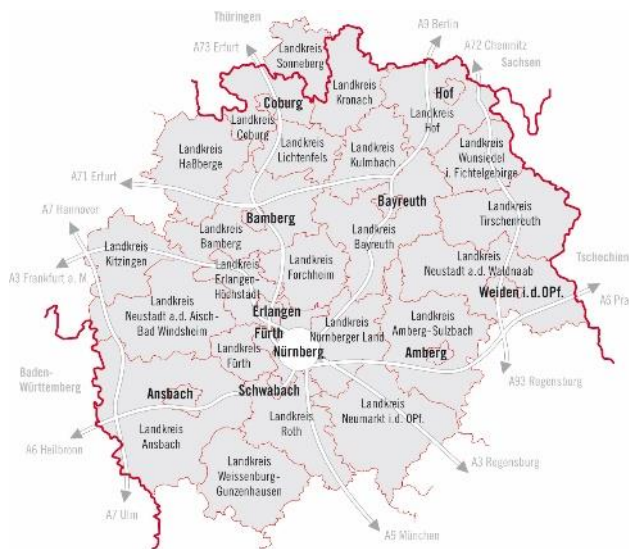 Thüringen
A9 Berlin
A73 Erfurt
A72 Chemnitz
Sachsen
Landkreis
Sonneberg
Landkreis
Kronach
Hof
Coburg
Landkreis
Coburg
Landkreis
Hof
Landkreis
Lichtenfels
Landkreis
Kulmbach
Landkreis
Wunsiedel
i. Fichtelgebirge
Landkreis
Haßberge
A71 Erfurt
Bayreuth
A7 Hannover
Bamberg
Landkreis
Tirschenreuth
Landkreis
Bamberg
Landkreis
Bayreuth
Landkreis
Kitzingen
Tschechien
A3 Frankfurt a. M
Landkreis
Erlangen-
Höchstadt
Landkreis
Forchheim
Landkreis
Neustadt a.d. Waldnaab
Weiden i.d.OPf.
A6 Pra
Landkreis
Neustadt a.d. Aisch-
Bad Windsheim
Erlangen
Fürth
Nürnberg
Landkreis
Nürnberger Land
Landkreis
Amberg-Sulzbach
Amberg
Landkreis
Fürth
Baden-
Württemberg
A93 Regensburg
Ansbach
Schwabach
Landkreis
Roth
Landkreis
Neumarkt i.d. OPf.
A6 Heilbronn
Landkreis
Ansbach
A3 Regensburg
Landkreis
Weissenburg-
Gunzenhausen
A7 Ulm
A9 München